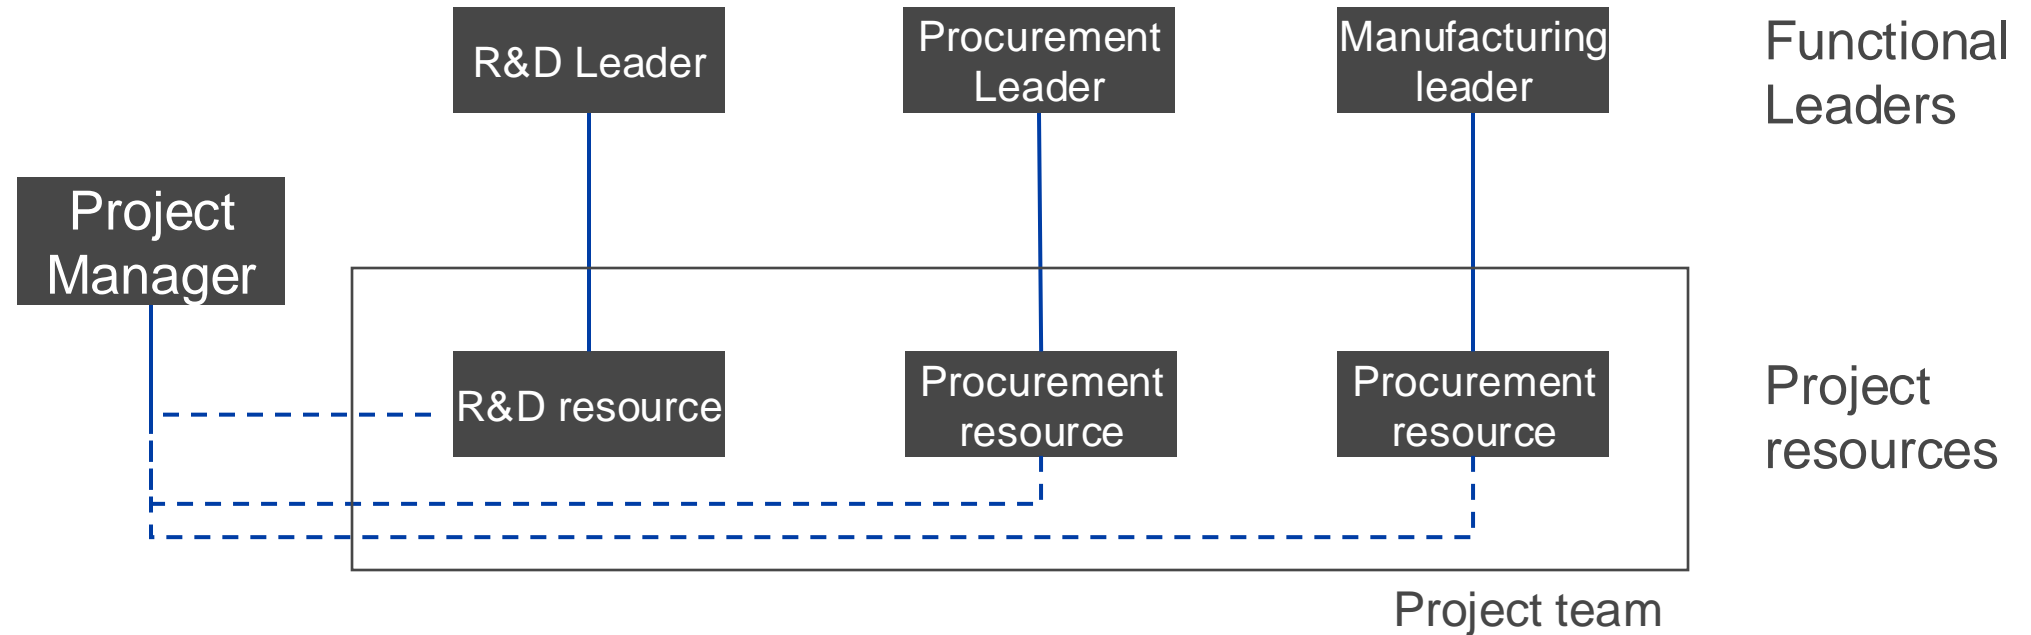 R&D Leader
Procurement
Leader
Manufacturing
leader
Functional
Leaders
Project
Manager
R&D resource
Procurement
resource
Procurement
resource
Project
resources
Project team